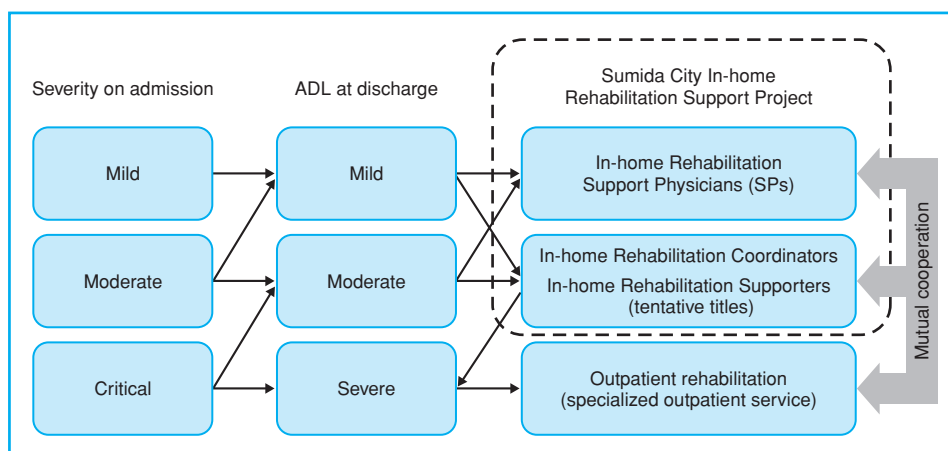 Severity on admission
ADL at discharge
Sumida City In-home
Rehabilitation Support Project
Mild
Mild
In-home Rehabilitation
Support Physicians (SPs)
Moderate
Moderate
In-home Rehabilitation Coordinators
In-home Rehabilitation Supporters
(tentative titles)
Critical
Severe
Outpatient rehabilitation
(specialized outpatient service)
Mutual cooperation